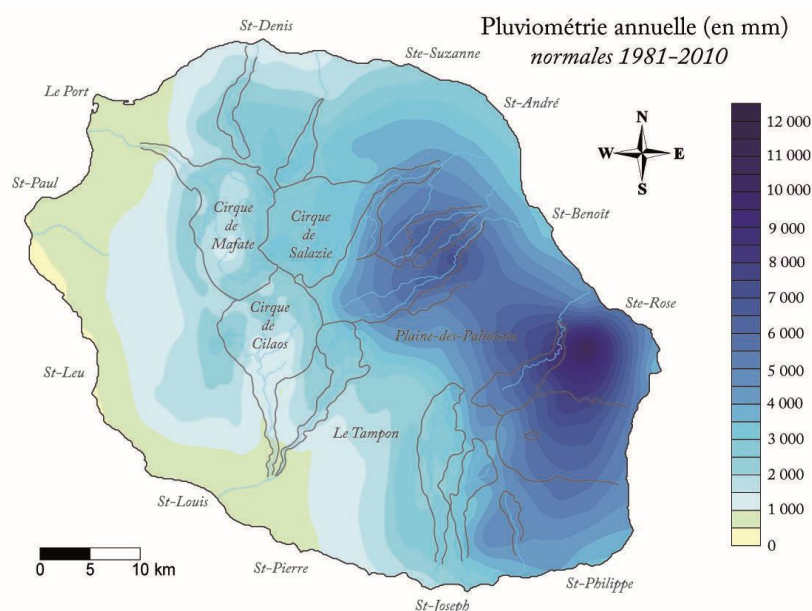 Pluviométrie annuelle (en mm)
normales 1981-2010
St-Denis
Ste-Suzanne
St-André
Le Port
St-Paul
St-Benoît
Ste-Rose
St-Leu
St-Louis
St-Pierre
St-Joseph
St-Philippe
Cirque
de
Mafate
Cirque
de
Salazie
Cirque
de
Cilaos
Plaine-des-Palmistes
Le Tampon
N
W E
S
12 000
11 000
10 000
9 000
8 000
7 000
6 000
5 000
4 000
3 000
2 000
1 000
0
0 5 10 km